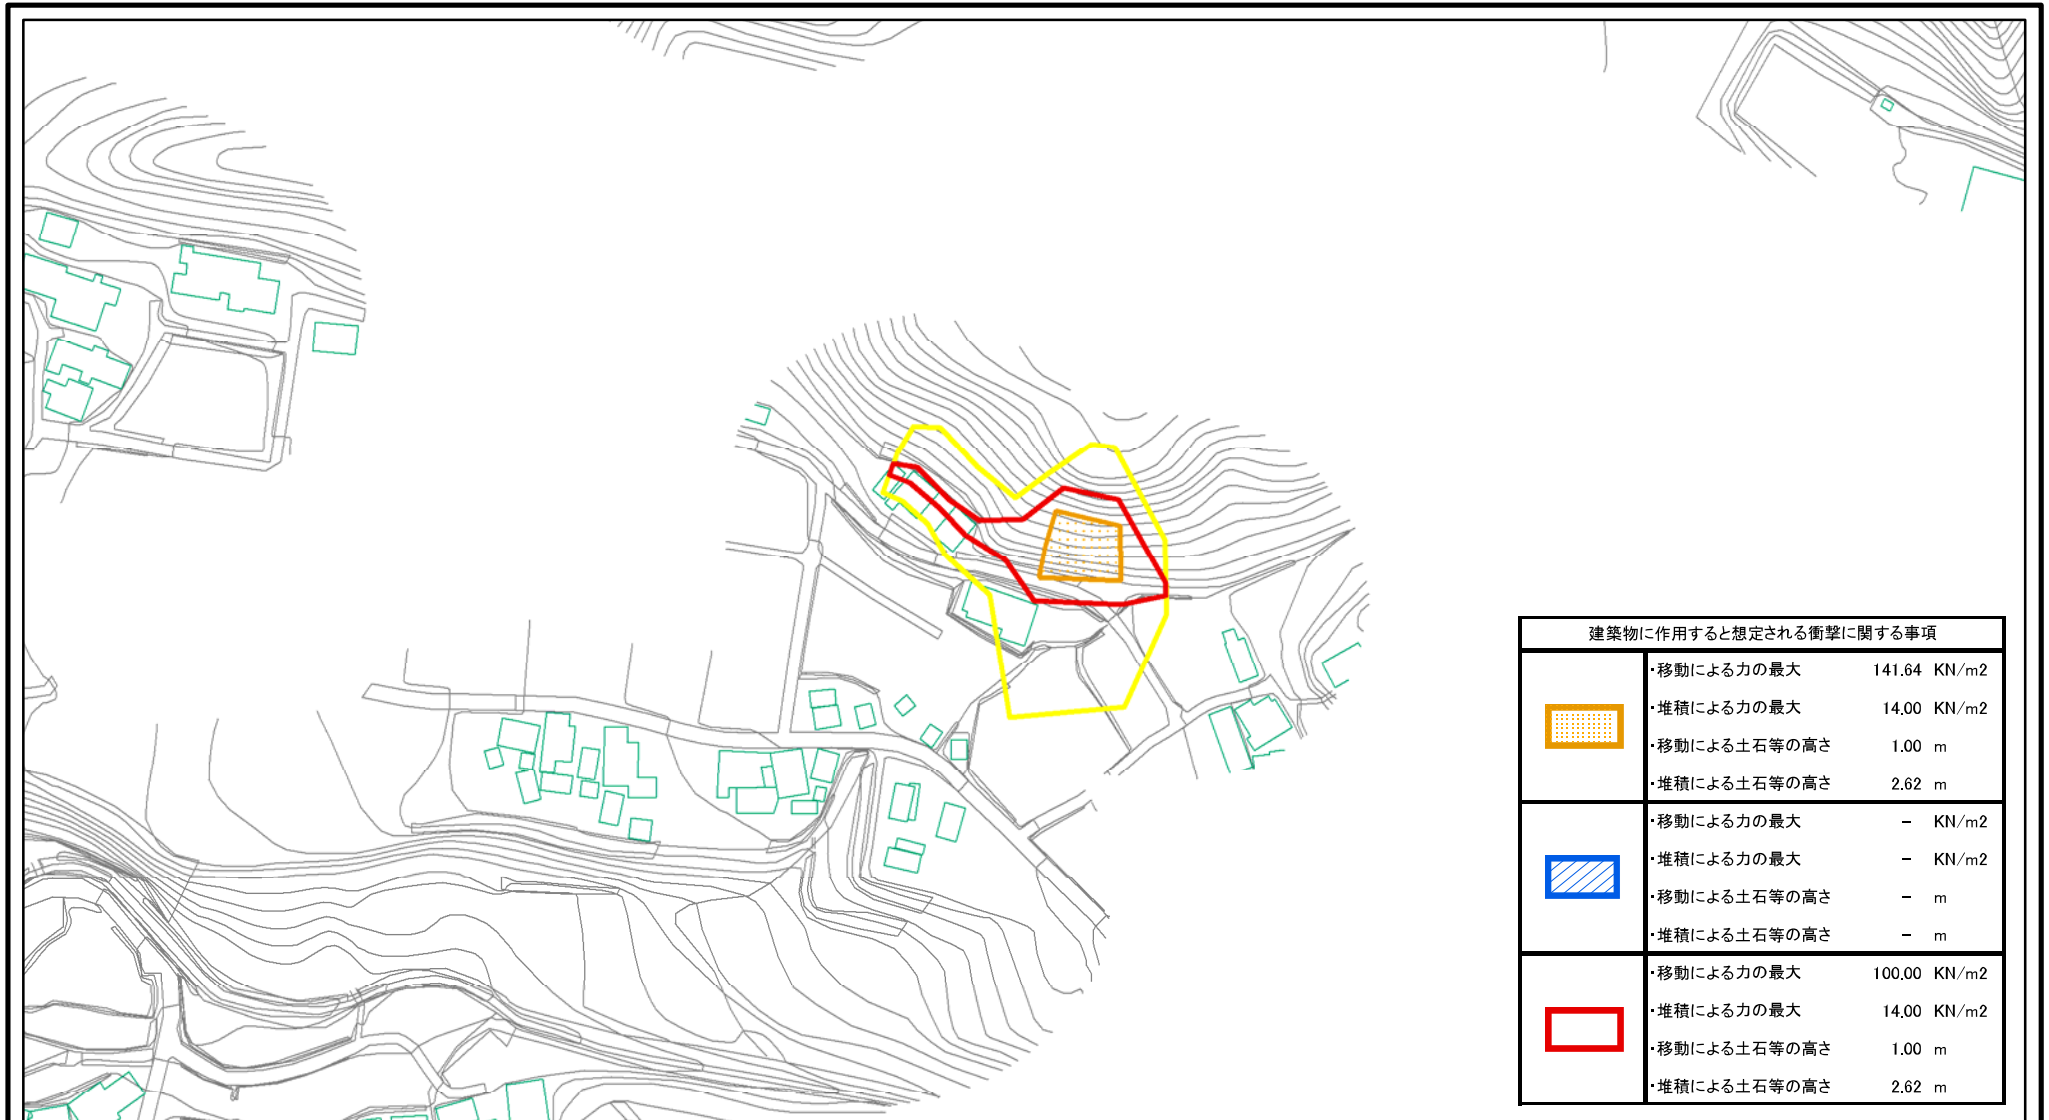 建築物に作用すると想定される衝撃に関する事項
・移動による力の最大 141.64 KN/m2
・堆積による力の最大 14.00 KN/m2
・移動による土石等の高さ 1.00 m
・堆積による土石等の高さ 2.62 m
・移動による力の最大 − KN/m2
・堆積による力の最大 − KN/m2
・移動による土石等の高さ − m
・堆積による土石等の高さ − m
・移動による力の最大 100.00 KN/m2
・堆積による力の最大 14.00 KN/m2
・移動による土石等の高さ 1.00 m
・堆積による土石等の高さ 2.62 m